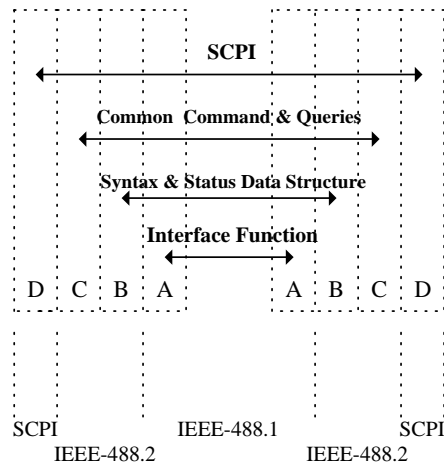 SCPI
Common Command & Queries
Syntax & Status Data Structure
Interface Function
D C B A A B C D
SCPI IEEE-488.1 SCPI
IEEE-488.2 IEEE-488.2